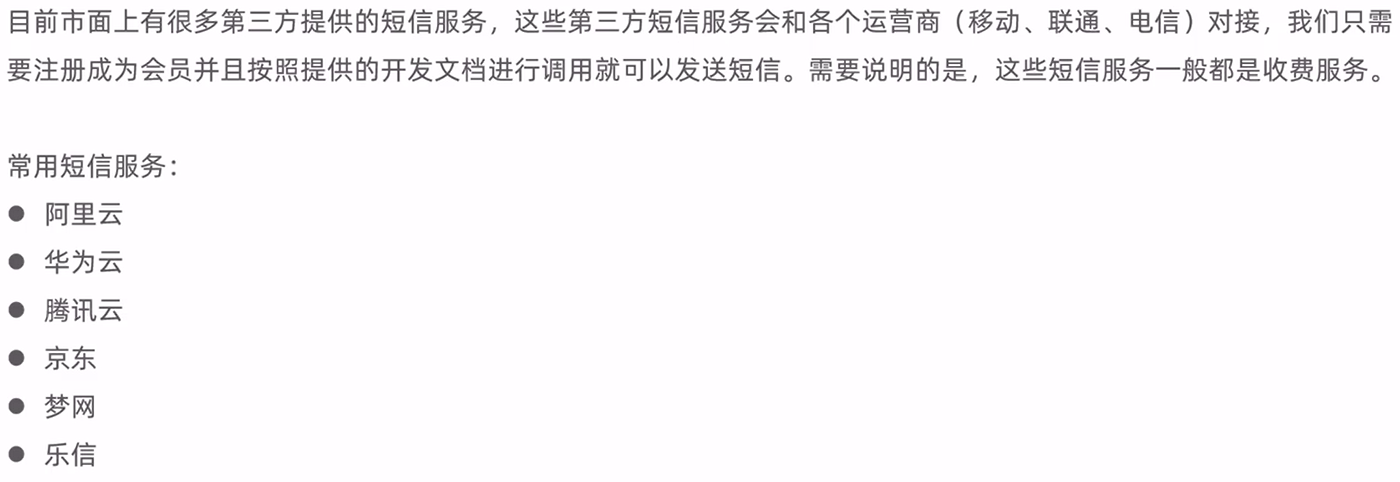 目前市面上有很多第三方提供的短信服务，这些第三方短信服务会和各个运营商（移动、联通、电信）对接，我们只需
要注册成为会员并且按照提供的开发文档进行调用就可以发送短信。需要说明的是，这些短信服务一般都是收费服务。
常用短信服务：
● 阿里云
● 华为云
● 腾讯云
● 京东
● 梦网
● 乐信